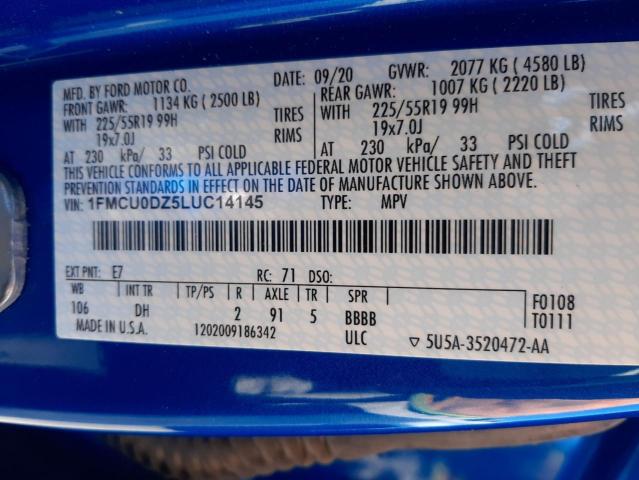 MFD. BY FORD MOTOR CO.
DATE: 09/20 GVWR: 2077 KG ( 4580 LB)
FRONT GAWR: 1134 KG ( 2500 LB) REAR GAWR: 1007 KG ( 2220 LB)
WITH 225/55R19 99H TIRES WITH 225/55R19 99H TIRES
19x7.0J RIMS 19x7.0J RIMS
AT 230 kPa/ 33 PSI COLD AT 230 kPa/ 33 PSI COLD
THIS VEHICLE CONFORMS TO ALL APPLICABLE FEDERAL MOTOR VEHICLE SAFETY AND THEFT
PREVENTION STANDARDS IN EFFECT ON THE DATE OF MANUFACTURE SHOWN ABOVE.
VIN: 1FMCU0DZ5LUC14145 TYPE: MPV
EXT PNT: E7 RC: 71 DSO:
WB INT TR TP/PS R AXLE TR SPR
106 DH 2 91 5 BBBB
F0108
T0111
MADE IN U.S.A. 1202009186342 ULC ▽ 5U5A-3520472-AA